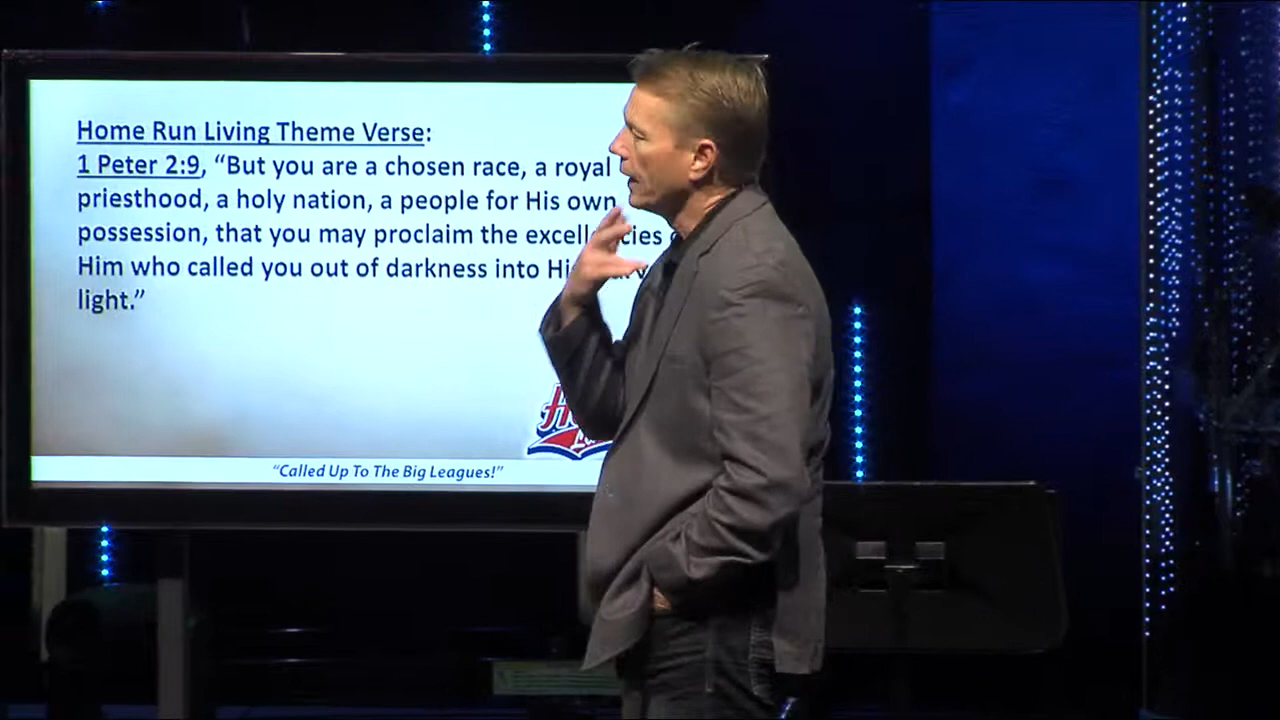 Home Run Living Theme Verse:
1 Peter 2:9, “But you are a chosen race, a royal
priesthood, a holy nation, a people for His own
possession, that you may proclaim the
Him who called you out of darkness into
light.”
“Called Up To The Big Leagues!”